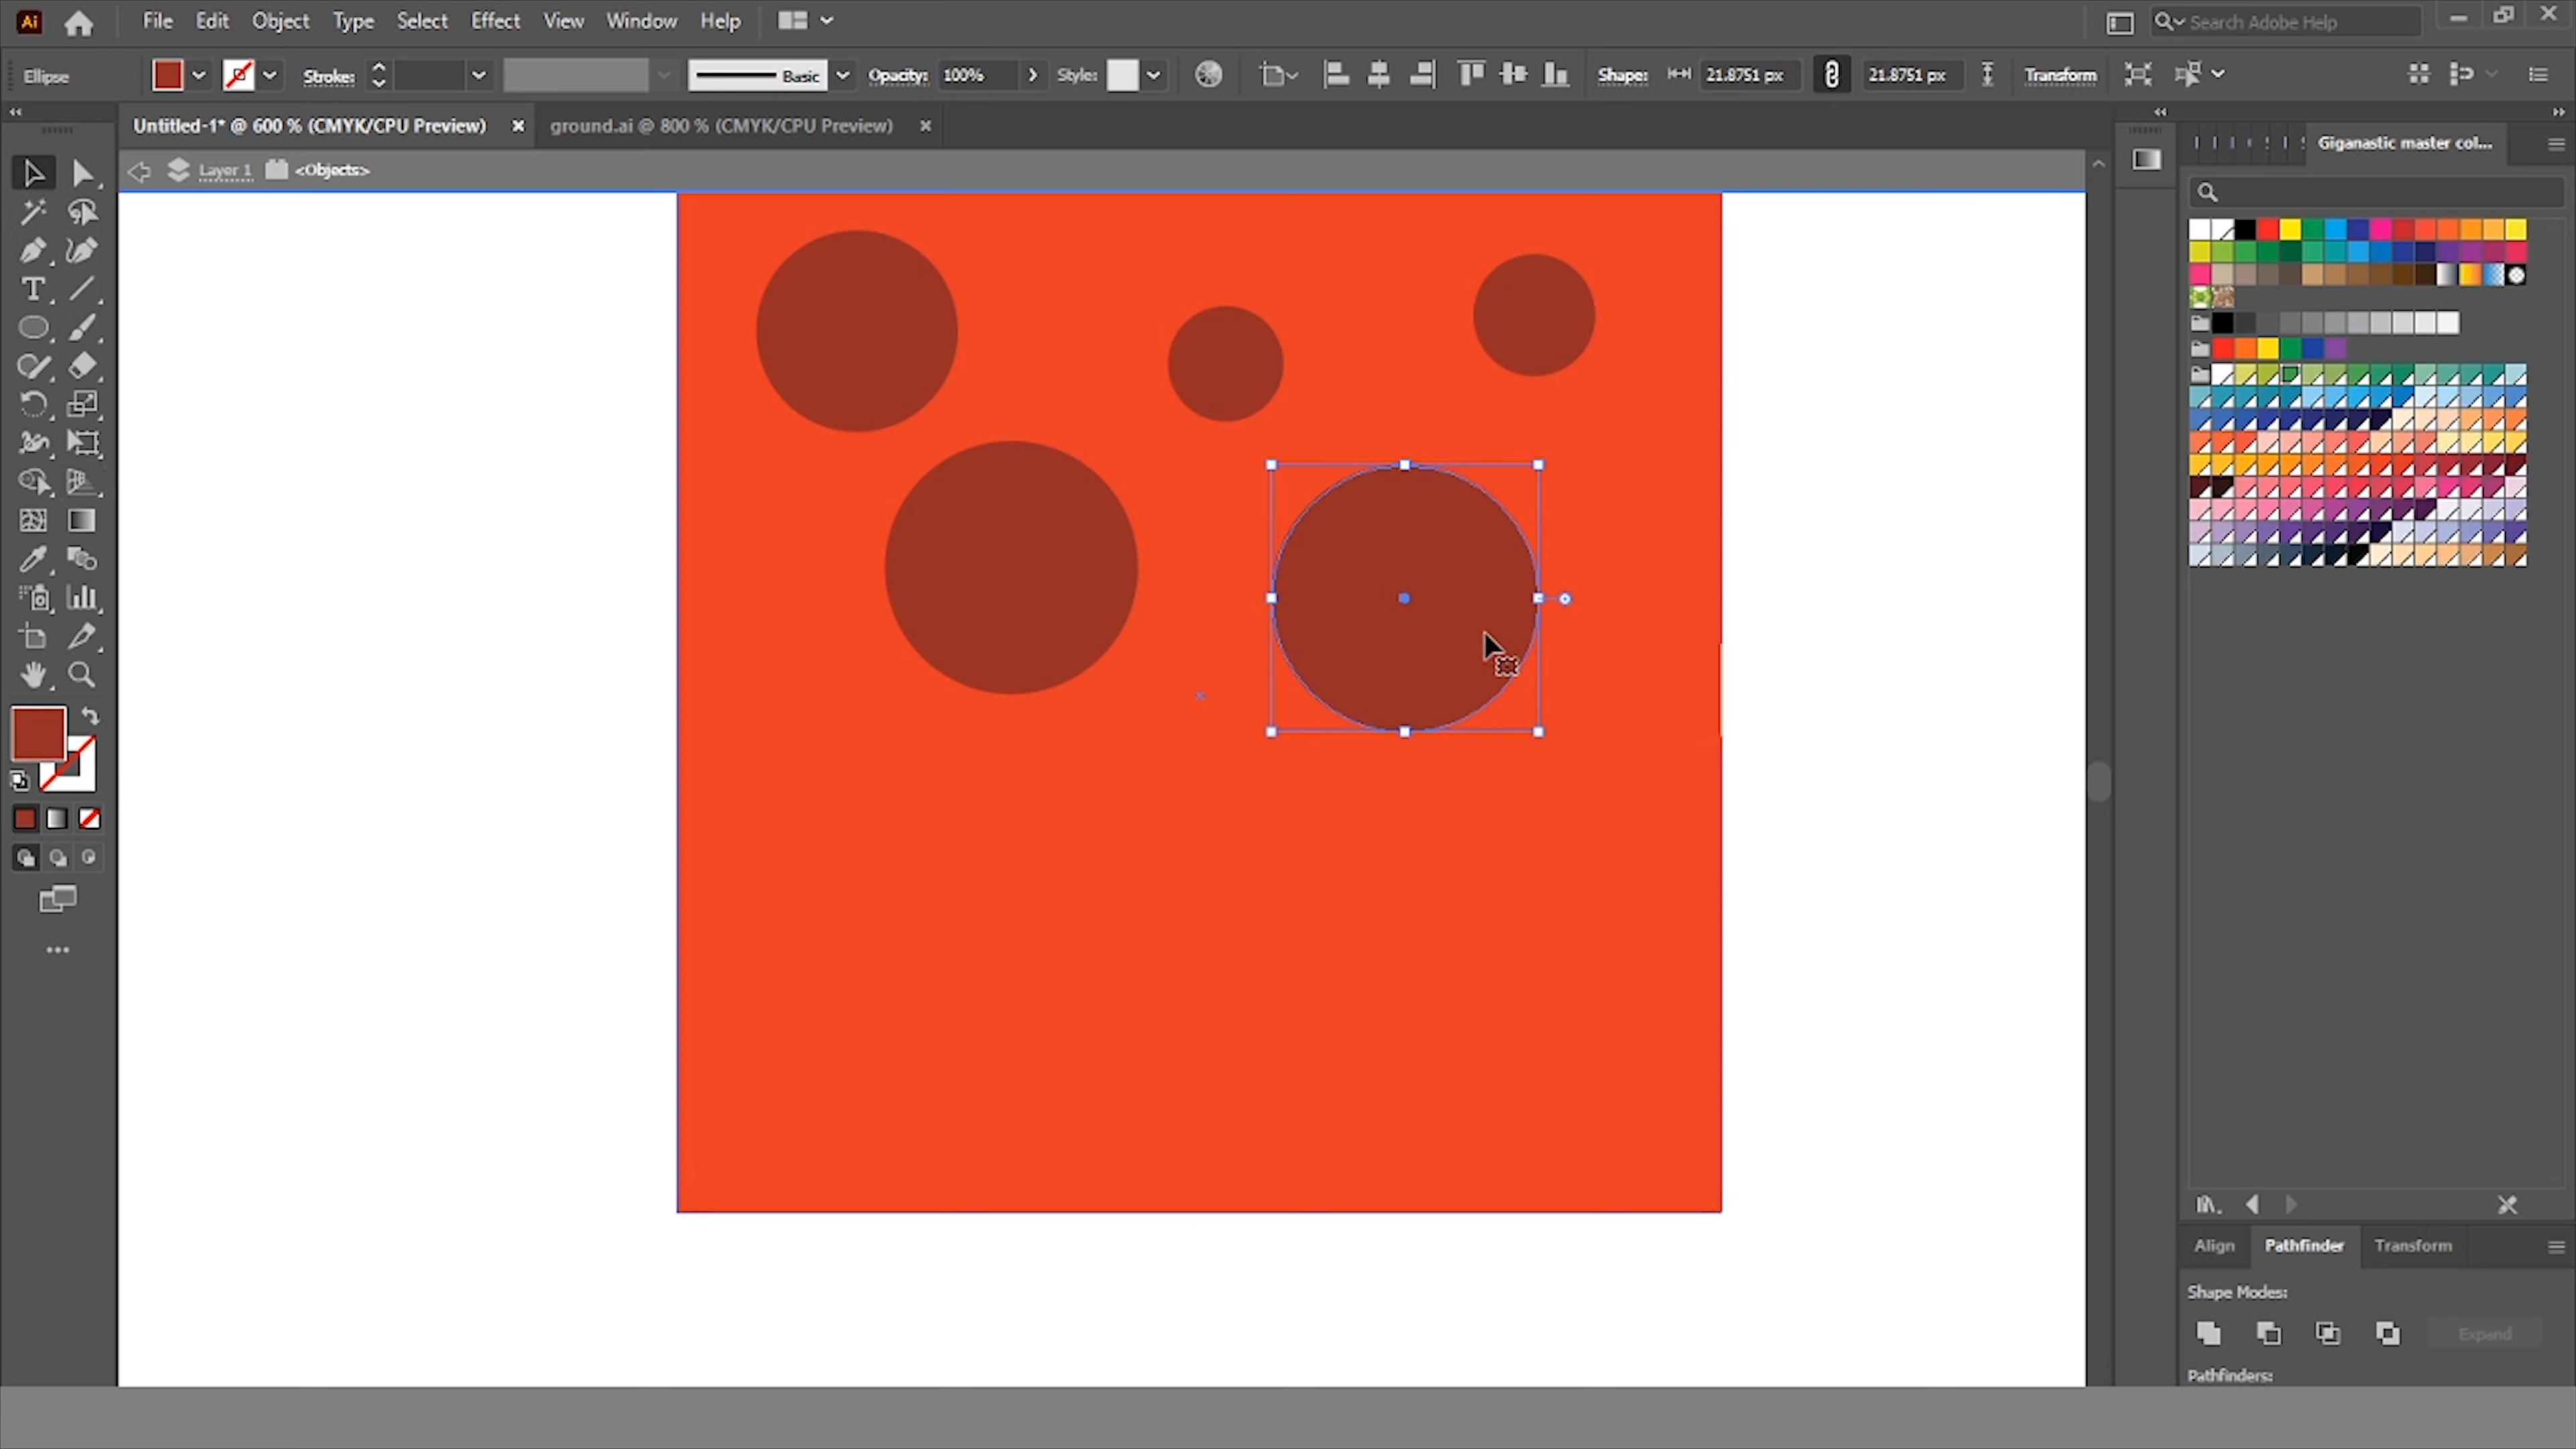 Ai File Edit Object Type Select Effect View Window Help Search Adobe Help
Ellipse Stroke: Basic Opacity: 100% Style: Shape: 21.8751 px 21.8751 px Transform
Untitled-1* @ 600 % (CMYK/CPU Preview) × ground.ai @ 800 % (CMYK/CPU Preview) ×
Giganastic master col...
Layer 1 <Objects>
Align Pathfinder Transform
Shape Modes:
Expand
Pathfinders: